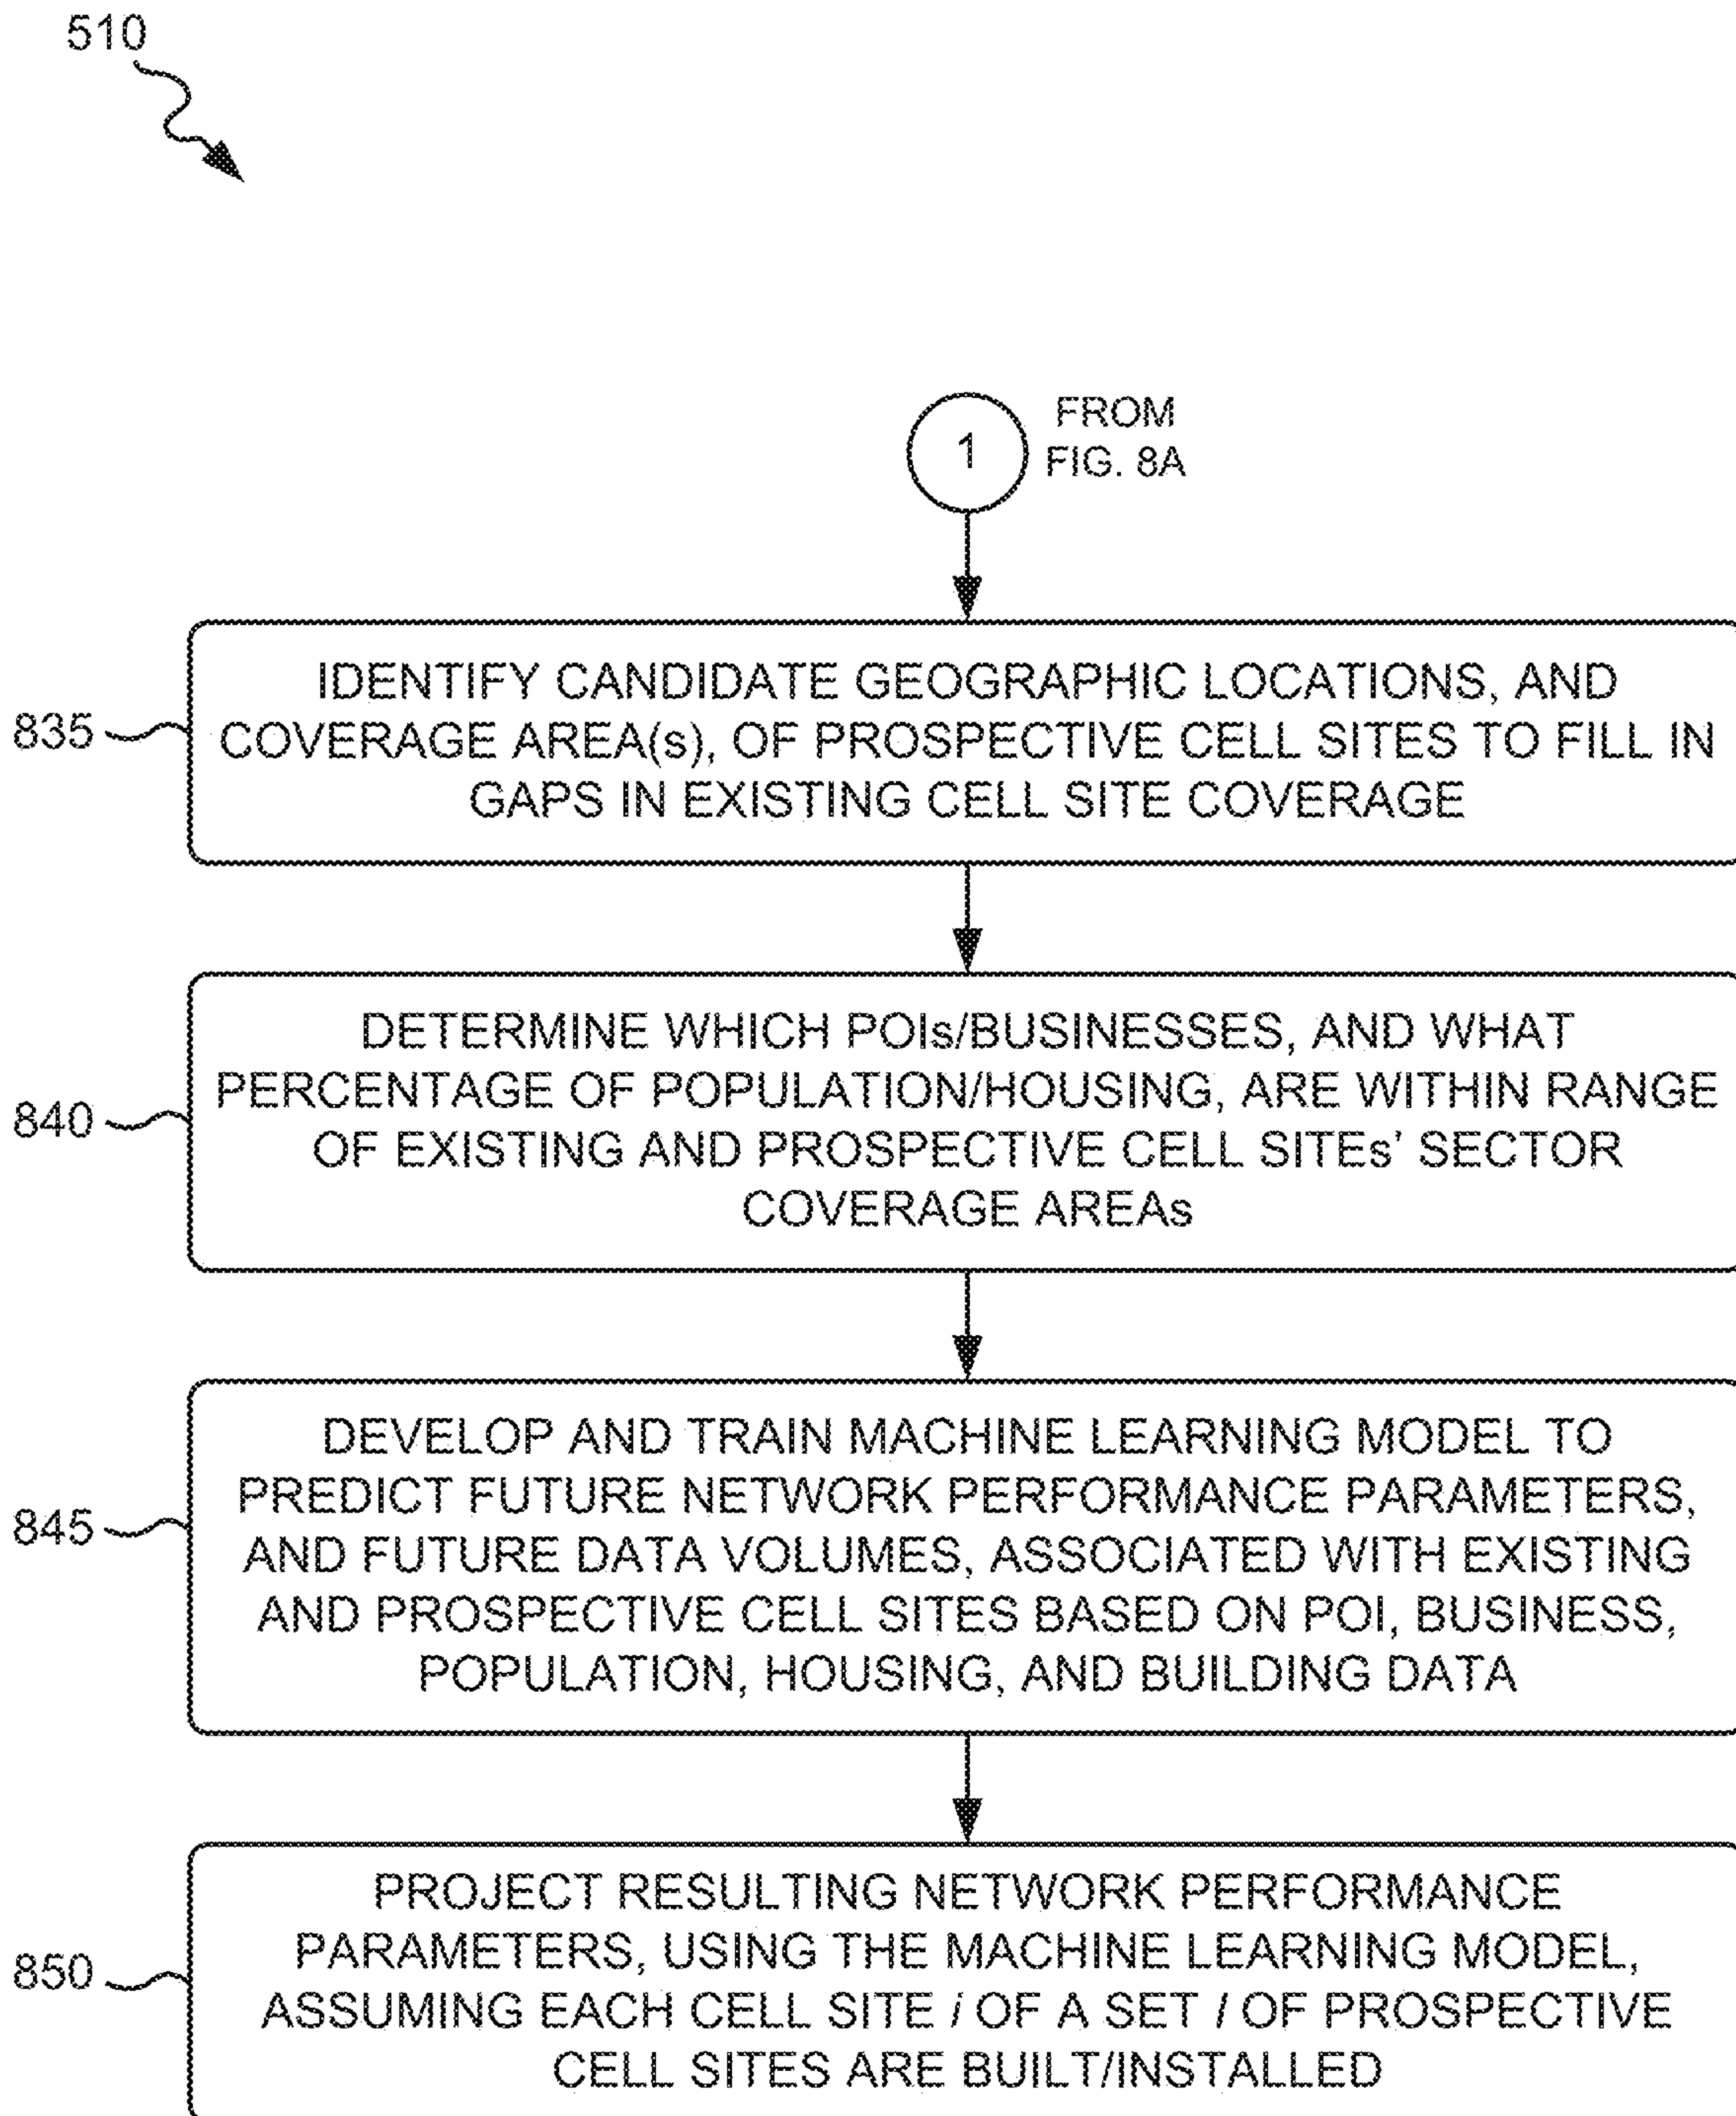 510
1
FROM
FIG. 8A
835
IDENTIFY CANDIDATE GEOGRAPHIC LOCATIONS, AND
COVERAGE AREA(s), OF PROSPECTIVE CELL SITES TO FILL IN
GAPS IN EXISTING CELL SITE COVERAGE
840
DETERMINE WHICH POIs/BUSINESSES, AND WHAT
PERCENTAGE OF POPULATION/HOUSING, ARE WITHIN RANGE
OF EXISTING AND PROSPECTIVE CELL SITEs’ SECTOR
COVERAGE AREAs
845
DEVELOP AND TRAIN MACHINE LEARNING MODEL TO
PREDICT FUTURE NETWORK PERFORMANCE PARAMETERS,
AND FUTURE DATA VOLUMES, ASSOCIATED WITH EXISTING
AND PROSPECTIVE CELL SITES BASED ON POI, BUSINESS,
POPULATION, HOUSING, AND BUILDING DATA
850
PROJECT RESULTING NETWORK PERFORMANCE
PARAMETERS, USING THE MACHINE LEARNING MODEL,
ASSUMING EACH CELL SITE i OF A SET I OF PROSPECTIVE
CELL SITES ARE BUILT/INSTALLED